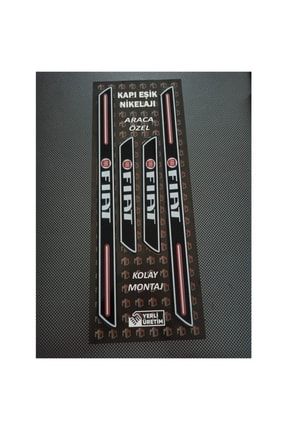 KAPI EŞİK
NİKELAJI
ARACA
ÖZEL
FIAT
FIAT
FIAT
FIAT
KOLAY
MONTAJ
YERLİ
ÜRETİM